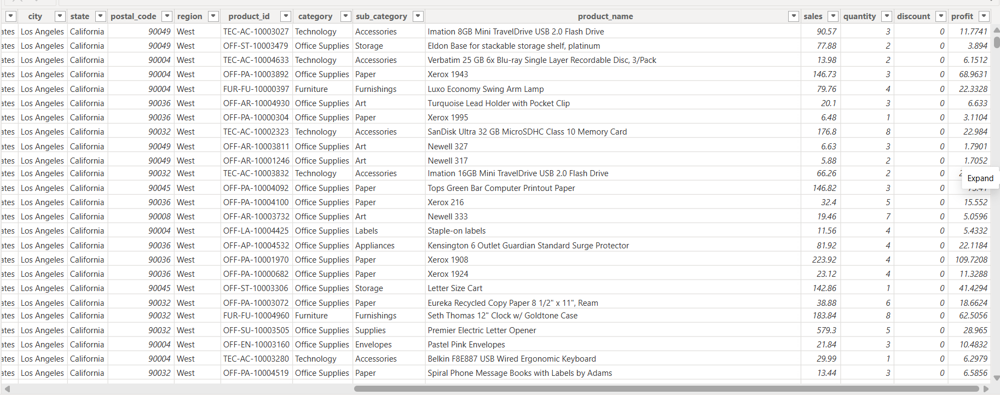 city state postal_code region product_id category sub_category product_name sales quantity discount profit
ates Los Angeles California 90049 West TEC-AC-10003027 Technology Accessories Imation 8GB Mini TravelDrive USB 2.0 Flash Drive 90.57 3 0 11.7741
ates Los Angeles California 90049 West OFF-ST-10003479 Office Supplies Storage Eldon Base for stackable storage shelf, platinum 77.88 2 0 3.894
ates Los Angeles California 90004 West TEC-AC-10004633 Technology Accessories Verbatim 25 GB 6x Blu-ray Single Layer Recordable Disc, 3/Pack 13.98 2 0 6.1512
ates Los Angeles California 90004 West OFF-PA-10003892 Office Supplies Paper Xerox 1943 146.73 3 0 68.9631
ates Los Angeles California 90004 West FUR-FU-10000397 Furniture Furnishings Luxo Economy Swing Arm Lamp 79.76 4 0 22.3328
ates Los Angeles California 90036 West OFF-AR-10004930 Office Supplies Art Turquoise Lead Holder with Pocket Clip 20.1 3 0 6.633
ates Los Angeles California 90036 West OFF-PA-10000304 Office Supplies Paper Xerox 1995 6.48 1 0 3.1104
ates Los Angeles California 90032 West TEC-AC-10002323 Technology Accessories SanDisk Ultra 32 GB MicroSDHC Class 10 Memory Card 176.8 8 0 22.984
ates Los Angeles California 90049 West OFF-AR-10003811 Office Supplies Art Newell 327 6.63 3 0 1.7901
ates Los Angeles California 90049 West OFF-AR-10001246 Office Supplies Art Newell 317 5.88 2 0 1.7052
ates Los Angeles California 90032 West TEC-AC-10003832 Technology Accessories Imation 16GB Mini TravelDrive USB 2.0 Flash Drive 66.26 2 0
Expand
ates Los Angeles California 90045 West OFF-PA-10004092 Office Supplies Paper Tops Green Bar Computer Printout Paper 146.82 3 0
ates Los Angeles California 90036 West OFF-PA-10004100 Office Supplies Paper Xerox 216 32.4 5 0 15.552
ates Los Angeles California 90008 West OFF-AR-10003732 Office Supplies Art Newell 333 19.46 7 0 5.0596
ates Los Angeles California 90004 West OFF-LA-10004425 Office Supplies Labels Staple-on labels 11.56 4 0 5.4332
ates Los Angeles California 90036 West OFF-AP-10004532 Office Supplies Appliances Kensington 6 Outlet Guardian Standard Surge Protector 81.92 4 0 22.1184
ates Los Angeles California 90036 West OFF-PA-10001970 Office Supplies Paper Xerox 1908 223.92 4 0 109.7208
ates Los Angeles California 90036 West OFF-PA-10000682 Office Supplies Paper Xerox 1924 23.12 4 0 11.3288
ates Los Angeles California 90045 West OFF-ST-10003306 Office Supplies Storage Letter Size Cart 142.86 1 0 41.4294
ates Los Angeles California 90032 West OFF-PA-10003072 Office Supplies Paper Eureka Recycled Copy Paper 8 1/2" x 11", Ream 38.88 6 0 18.6624
ates Los Angeles California 90032 West FUR-FU-10004960 Furniture Furnishings Seth Thomas 12" Clock w/ Goldtone Case 183.84 8 0 62.5056
ates Los Angeles California 90032 West OFF-SU-10003505 Office Supplies Supplies Premier Electric Letter Opener 579.3 5 0 28.965
ates Los Angeles California 90004 West OFF-EN-10003160 Office Supplies Envelopes Pastel Pink Envelopes 21.84 3 0 10.4832
ates Los Angeles California 90004 West TEC-AC-10003280 Technology Accessories Belkin F8E887 USB Wired Ergonomic Keyboard 29.99 1 0 6.2979
ates Los Angeles California 90032 West OFF-PA-10004519 Office Supplies Paper Spiral Phone Message Books with Labels by Adams 13.44 3 0 6.5856